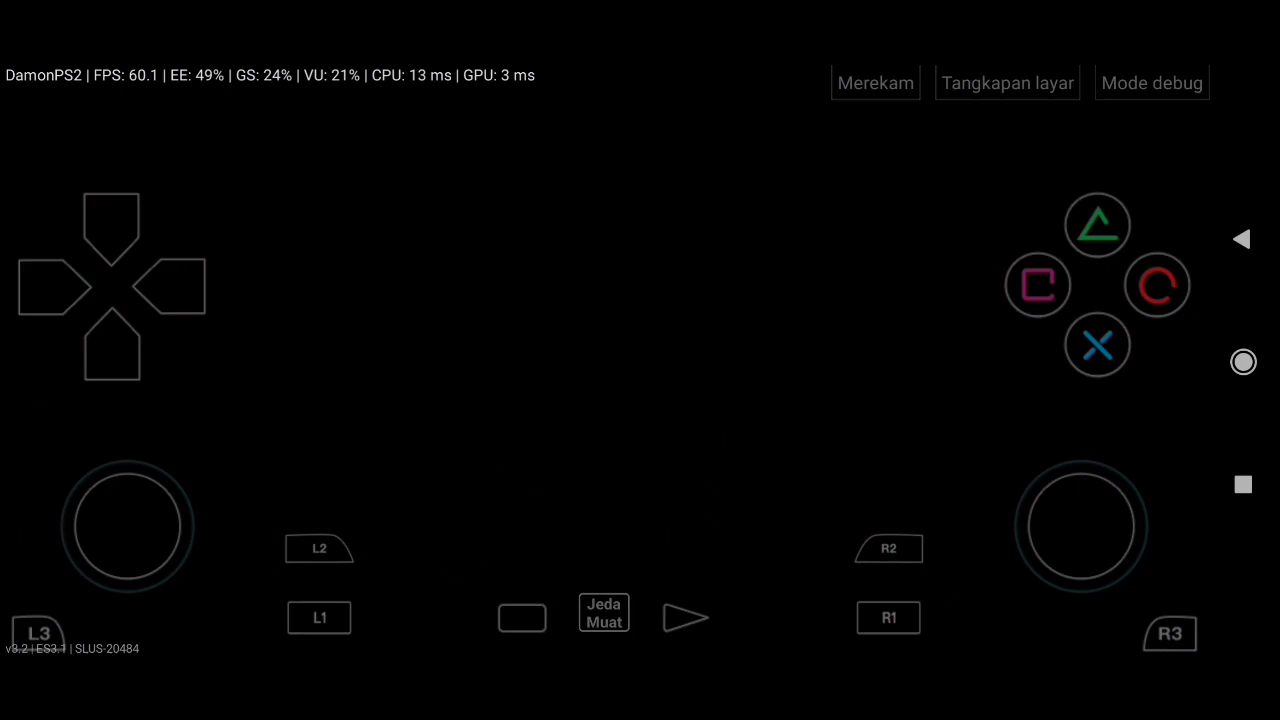 DamonPS2 | FPS: 60.1 | EE: 49% | GS: 24% | VU: 21% | CPU: 13 ms | GPU: 3 ms
Merekam
Tangkapan layar
Mode debug
L2
R2
L1
Jeda
Muat
R1
L3
R3
v3.2 | ES3.1 | SLUS-20484